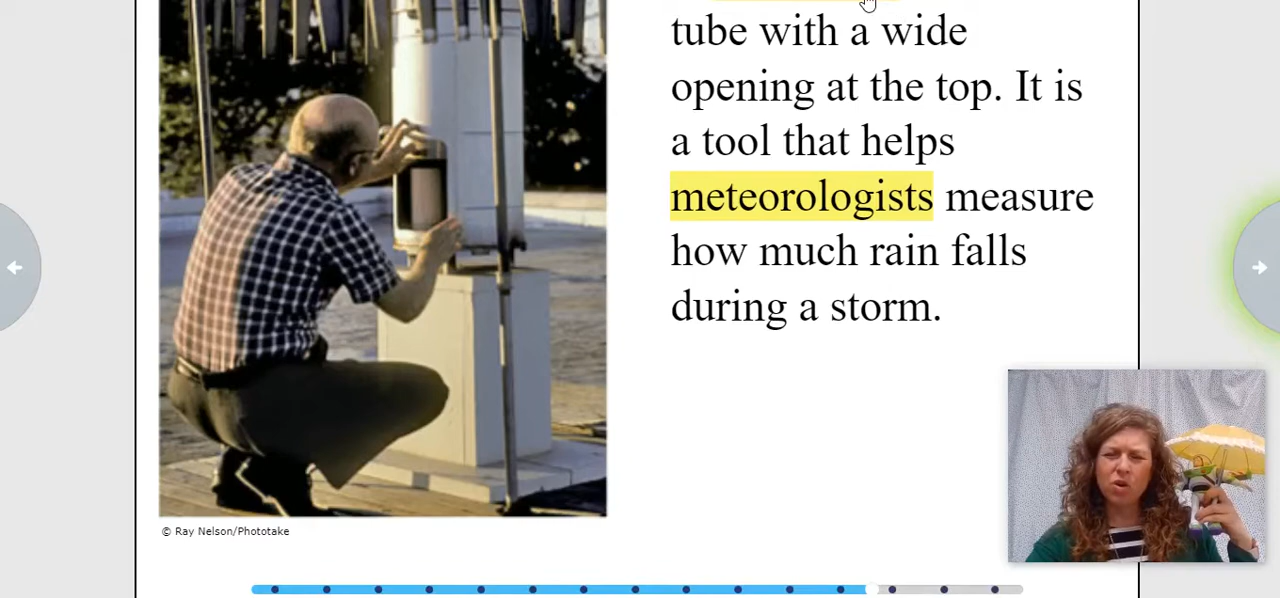 tube with a wide
opening at the top. It is
a tool that helps
meteorologists measure
how much rain falls
during a storm.
© Ray Nelson/Phototake